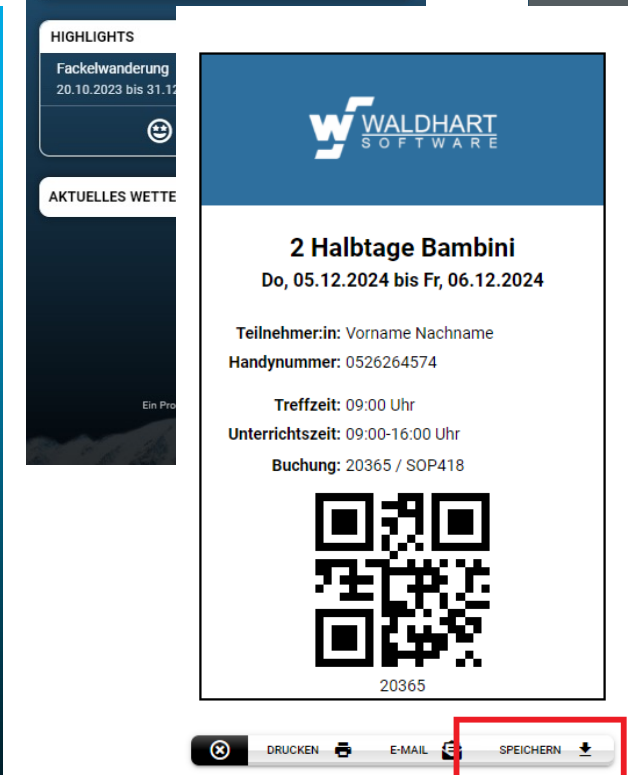 HIGHLIGHTS
Fackelwanderung
20.10.2023 bis 31.12
AKTUELLES WETTE
Ein Pro
WALDHART
SOFTWARE
2 Halbtage Bambini
Do, 05.12.2024 bis Fr, 06.12.2024
Teilnehmer:in: Vorname Nachname
Handynummer: 0526264574
Treffzeit: 09:00 Uhr
Unterrichtszeit: 09:00-16:00 Uhr
Buchung: 20365 / SOP418
20365
DRUCKEN E-MAIL SPEICHERN